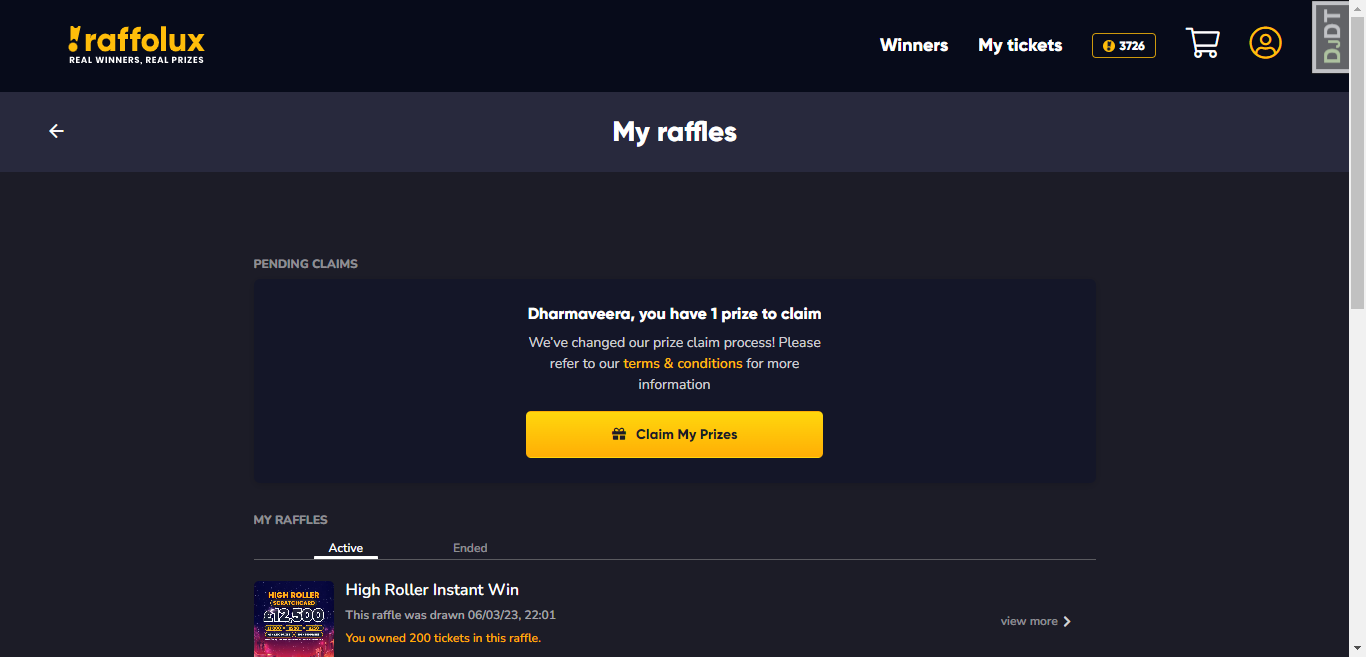 raffolux
REAL WINNERS, REAL PRIZES
Winners
My tickets
3726
DJDT
My raffles
PENDING CLAIMS
Dharmaveera, you have 1 prize to claim
We've changed our prize claim process! Please
refer to our terms & conditions for more
information
Claim My Prizes
MY RAFFLES
Active
Ended
HIGH ROLLER
SCRATCHCARD
£12,500
High Roller Instant Win
This raffle was drawn 06/03/23, 22:01
You owned 200 tickets in this raffle.
view more